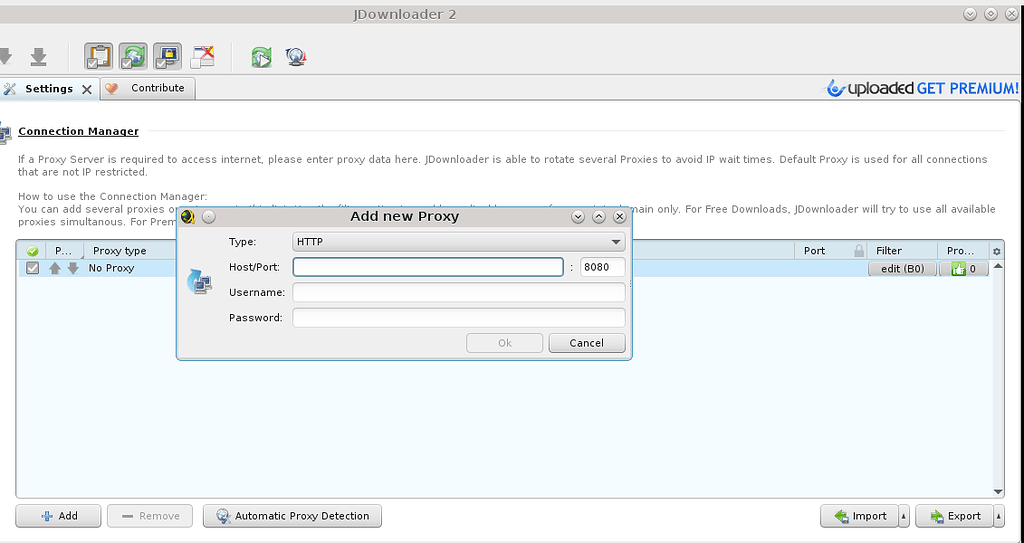 JDownloader 2
Settings
Contribute
uploaded GET PREMIUM!
Connection Manager
If a Proxy Server is required to access internet, please enter proxy data here. JDownloader is able to rotate several Proxies to avoid IP wait times. Default Proxy is used for all connections
that are not IP restricted.
How to use the Connection Manager:
You can add several proxies or
main only. For Free Downloads, JDownloader will try to use all available
proxies simultanous. For Prem
Add new Proxy
Type:
HTTP
Host/Port:
:
8080
Username:
Password:
Ok
Cancel
P...
Proxy type
Port
Filter
Pro...
No Proxy
edit (B0)
0
Add
Remove
Automatic Proxy Detection
Import
Export